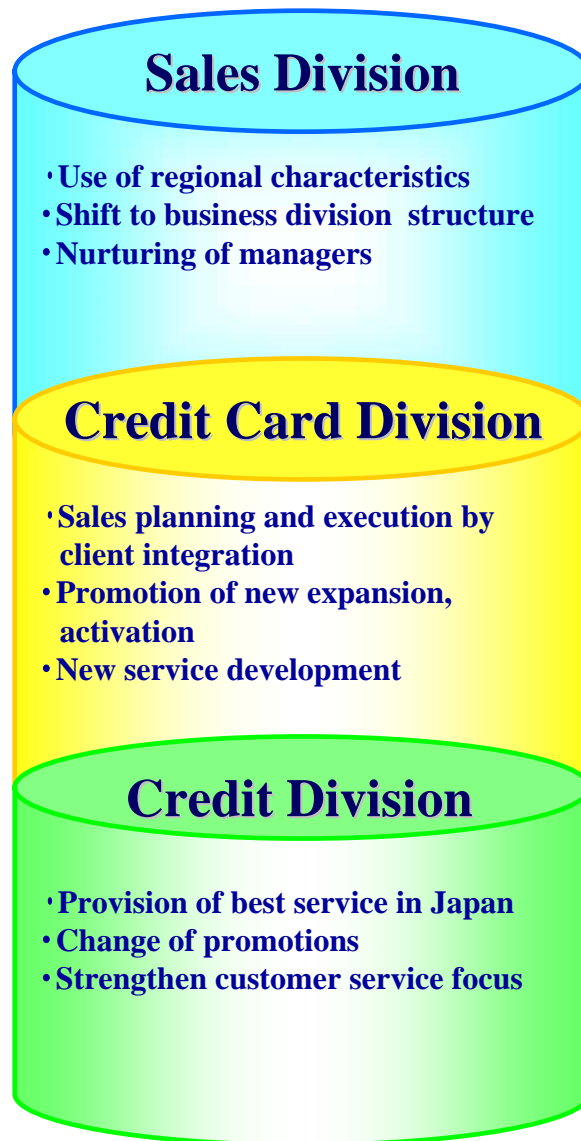 Sales Division
・Use of regional characteristics
・Shift to business division structure
・Nurturing of managers
Credit Card Division
・Sales planning and execution by
client integration
・Promotion of new expansion,
activation
・New service development
Credit Division
・Provision of best service in Japan
・Change of promotions
・Strengthen customer service focus